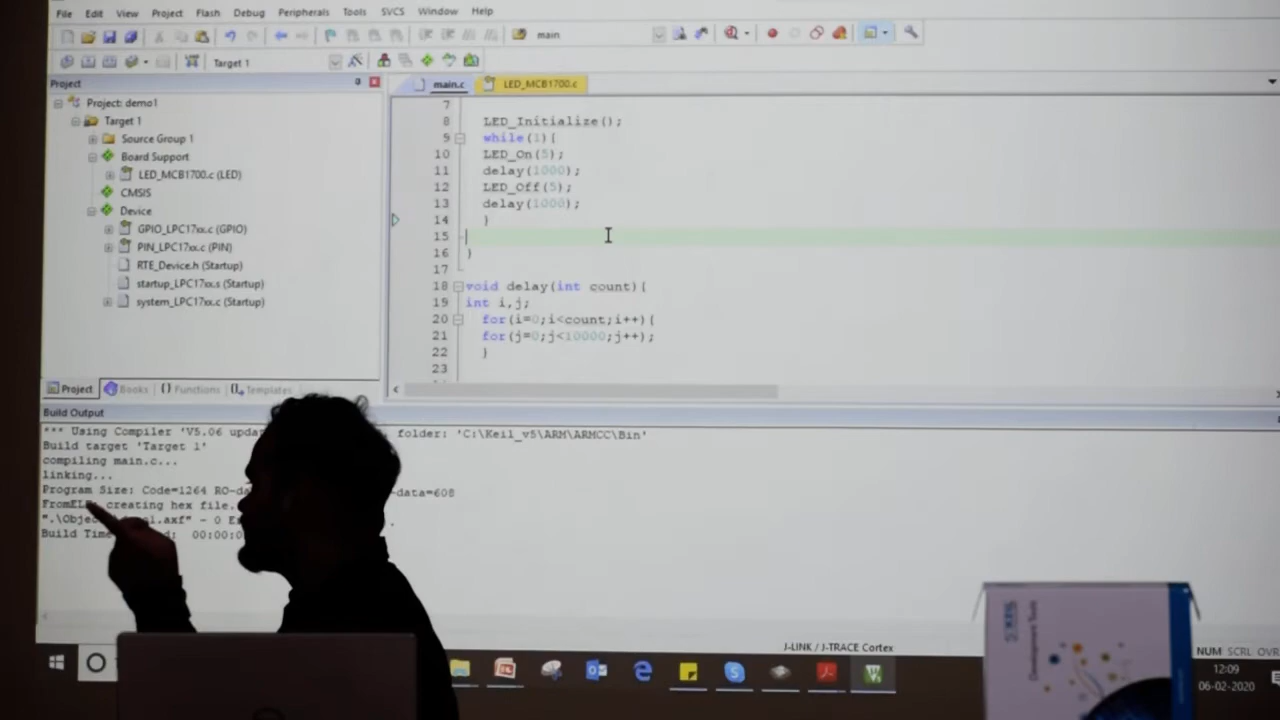 File Edit View Project Flash Debug Peripherals Tools SVCS Window Help
main
Target 1
Project
main.c LED_MCB1700.c
Project: demo1
Target 1
Source Group 1
Board Support
LED_MCB1700.c (LED)
CMSIS
Device
GPIO_LPC17xx.c (GPIO)
PIN_LPC17xx.c (PIN)
RTE_Device.h (Startup)
startup_LPC17xx.s (Startup)
system_LPC17xx.c (Startup)
Project Books {} Functions Templates
7
8 LED_Initialize();
9 while(1){
10 LED_On(5);
11 delay(1000);
12 LED_Off(5);
13 delay(1000);
14 }
15
16 }
17
18 void delay(int count){
19 int i,j;
20 for(i=0;i<count;i++){
21 for(j=0;j<10000;j++);
22 }
23
Build Output
*** Using Compiler 'V5.06 folder: 'C:\Keil_v5\ARM\ARMCC\Bin'
Build target 'Target 1'
compiling main.c...
linking...
Program Size: Code=1264 -data=608
creating hex file.
- 0
Build
J-LINK / J-TRACE Cortex
NUM SCRL OVR
12:09
06-02-2020
Development Tools